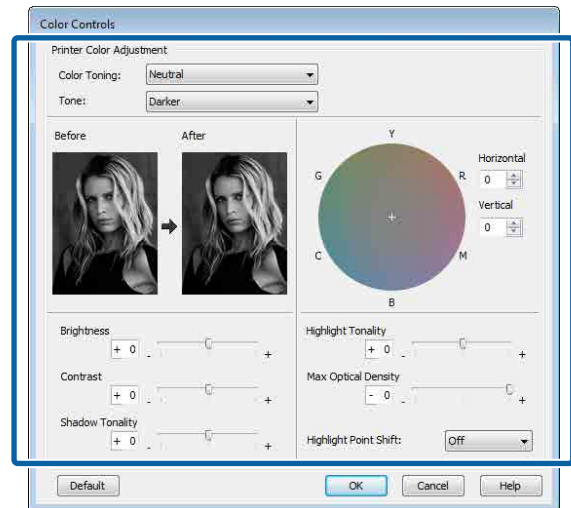 Color Controls
Printer Color Adjustment
Color Toning: Neutral
Tone: Darker
Before After
Y
G R
C M
B
Horizontal
0
Vertical
0
Brightness
+ 0 - +
Contrast
+ 0 - +
Shadow Tonality
+ 0 - +
Highlight Tonality
+ 0 - +
Max Optical Density
- 0 - +
Highlight Point Shift: Off
Default OK Cancel Help